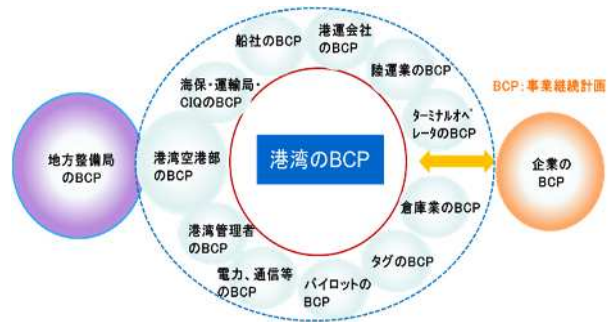 船社のBCP
港運会社
のBCP
陸運業のBCP
海保・運輸局・
CIQのBCP
BCP：事業継続計画
ﾀｰﾐﾅﾙｵﾍﾟ
ﾚｰﾀのBCP
地方整備局
のBCP
港湾空港部
のBCP
港湾のBCP
企業の
BCP
倉庫業のBCP
港湾管理者
のBCP
タグのBCP
電力、通信等
のBCP
パイロットの
BCP